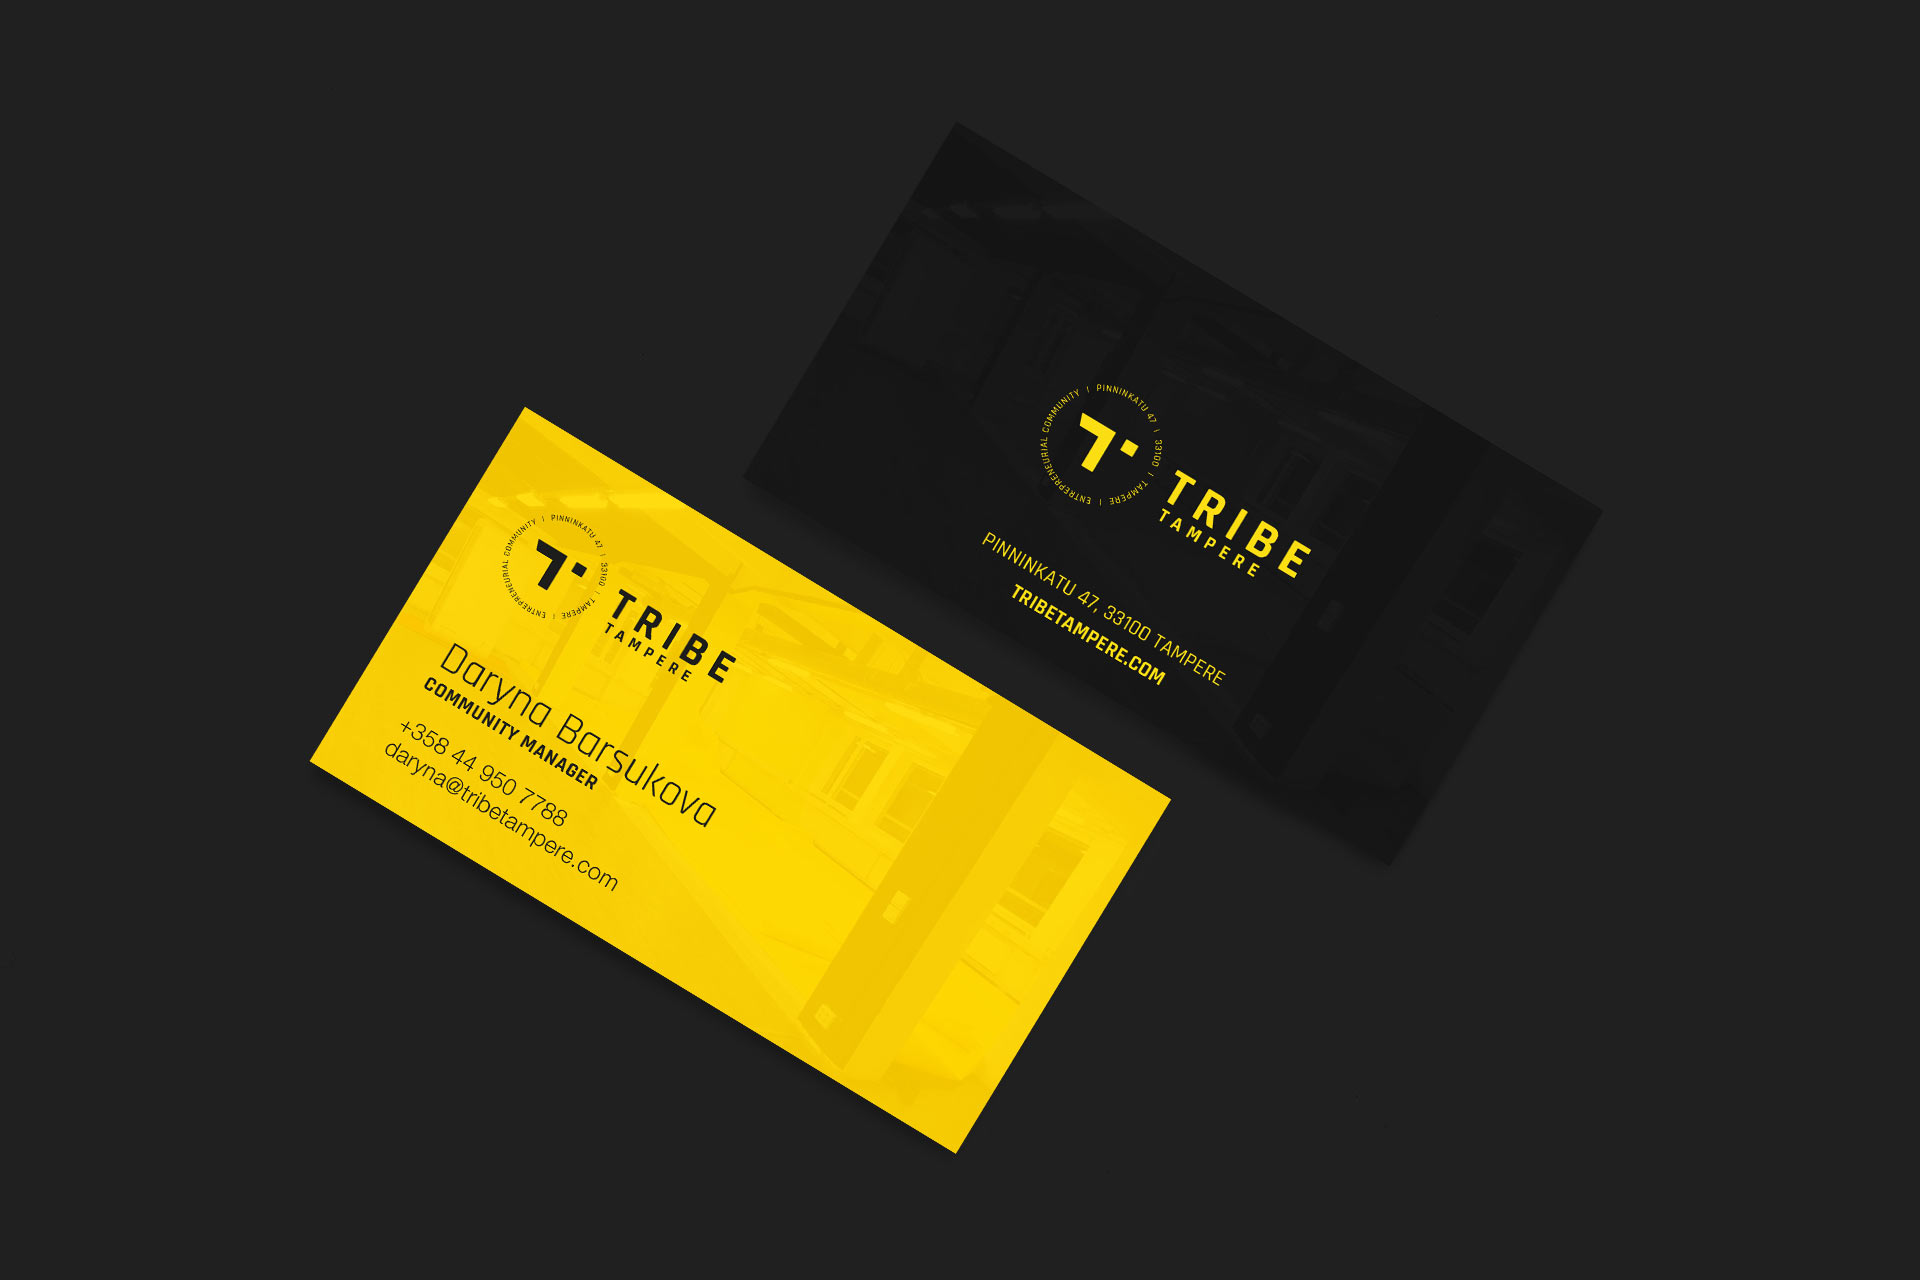 ENTREPRENEURIAL COMMUNITY | PINNINKATU 47 | 33100 | TAMPERE |
TRIBE
TAMPERE
Daryna Barsukova
COMMUNITY MANAGER
+358 44 950 7788
daryna@tribetampere.com
ENTREPRENEURIAL COMMUNITY | PINNINKATU 47 | 33100 | TAMPERE |
TRIBE
TAMPERE
PINNINKATU 47, 33100 TAMPERE
TRIBETAMPERE.COM